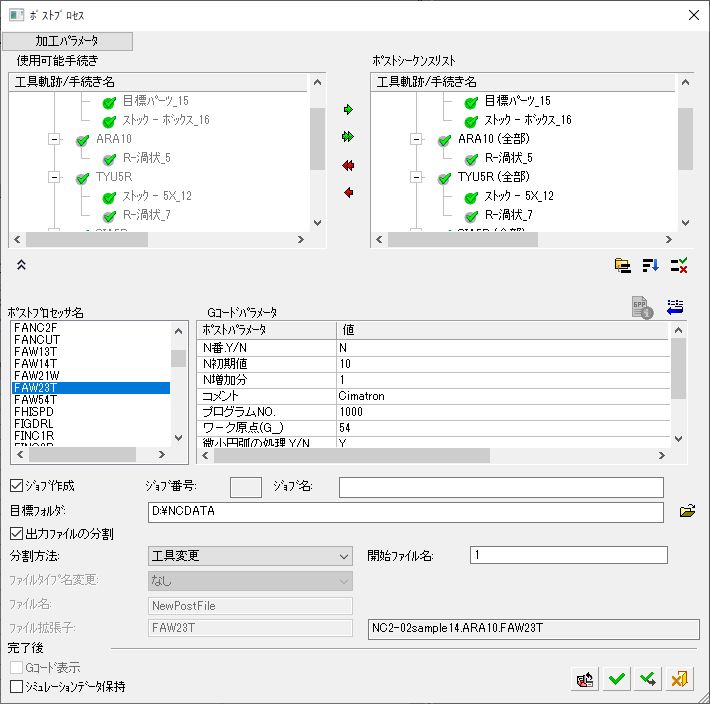 ポストプロセス
加工パラメータ
使用可能手続き
工具軌跡/手続き名
目標パーツ_15
ストック - ボックス_16
ARA10
R-渦状_5
TYU5R
ストック - 5X_12
R-渦状_7
ポストシーケンスリスト
工具軌跡/手続き名
目標パーツ_15
ストック - ボックス_16
ARA10 (全部)
R-渦状_5
TYU5R (全部)
ストック - 5X_12
R-渦状_7
ポストプロセッサ名
FANC2F
FANCUT
FAW13T
FAW14T
FAW21W
FAW23T
FAW54T
FHISPD
FIGDRL
FINC1R
Gコードパラメータ
ポストパラメータ 値
N番.Y/N N
N初期値 10
N増加分 1
コメント Cimatron
プログラムNO. 1000
ワーク原点(G_) 54
微小円弧の処理.Y/N Y
ジョブ作成 ジョブ番号: ジョブ名:
目標フォルダ: D:¥NCDATA
出力ファイルの分割
分割方法: 工具変更 開始ファイル名: 1
ファイルタイプ名変更: なし
ファイル名: NewPostFile
ファイル拡張子: FAW23T NC2-02sample14.ARA10.FAW23T
完了後
Gコード表示
シミュレーションデータ保持